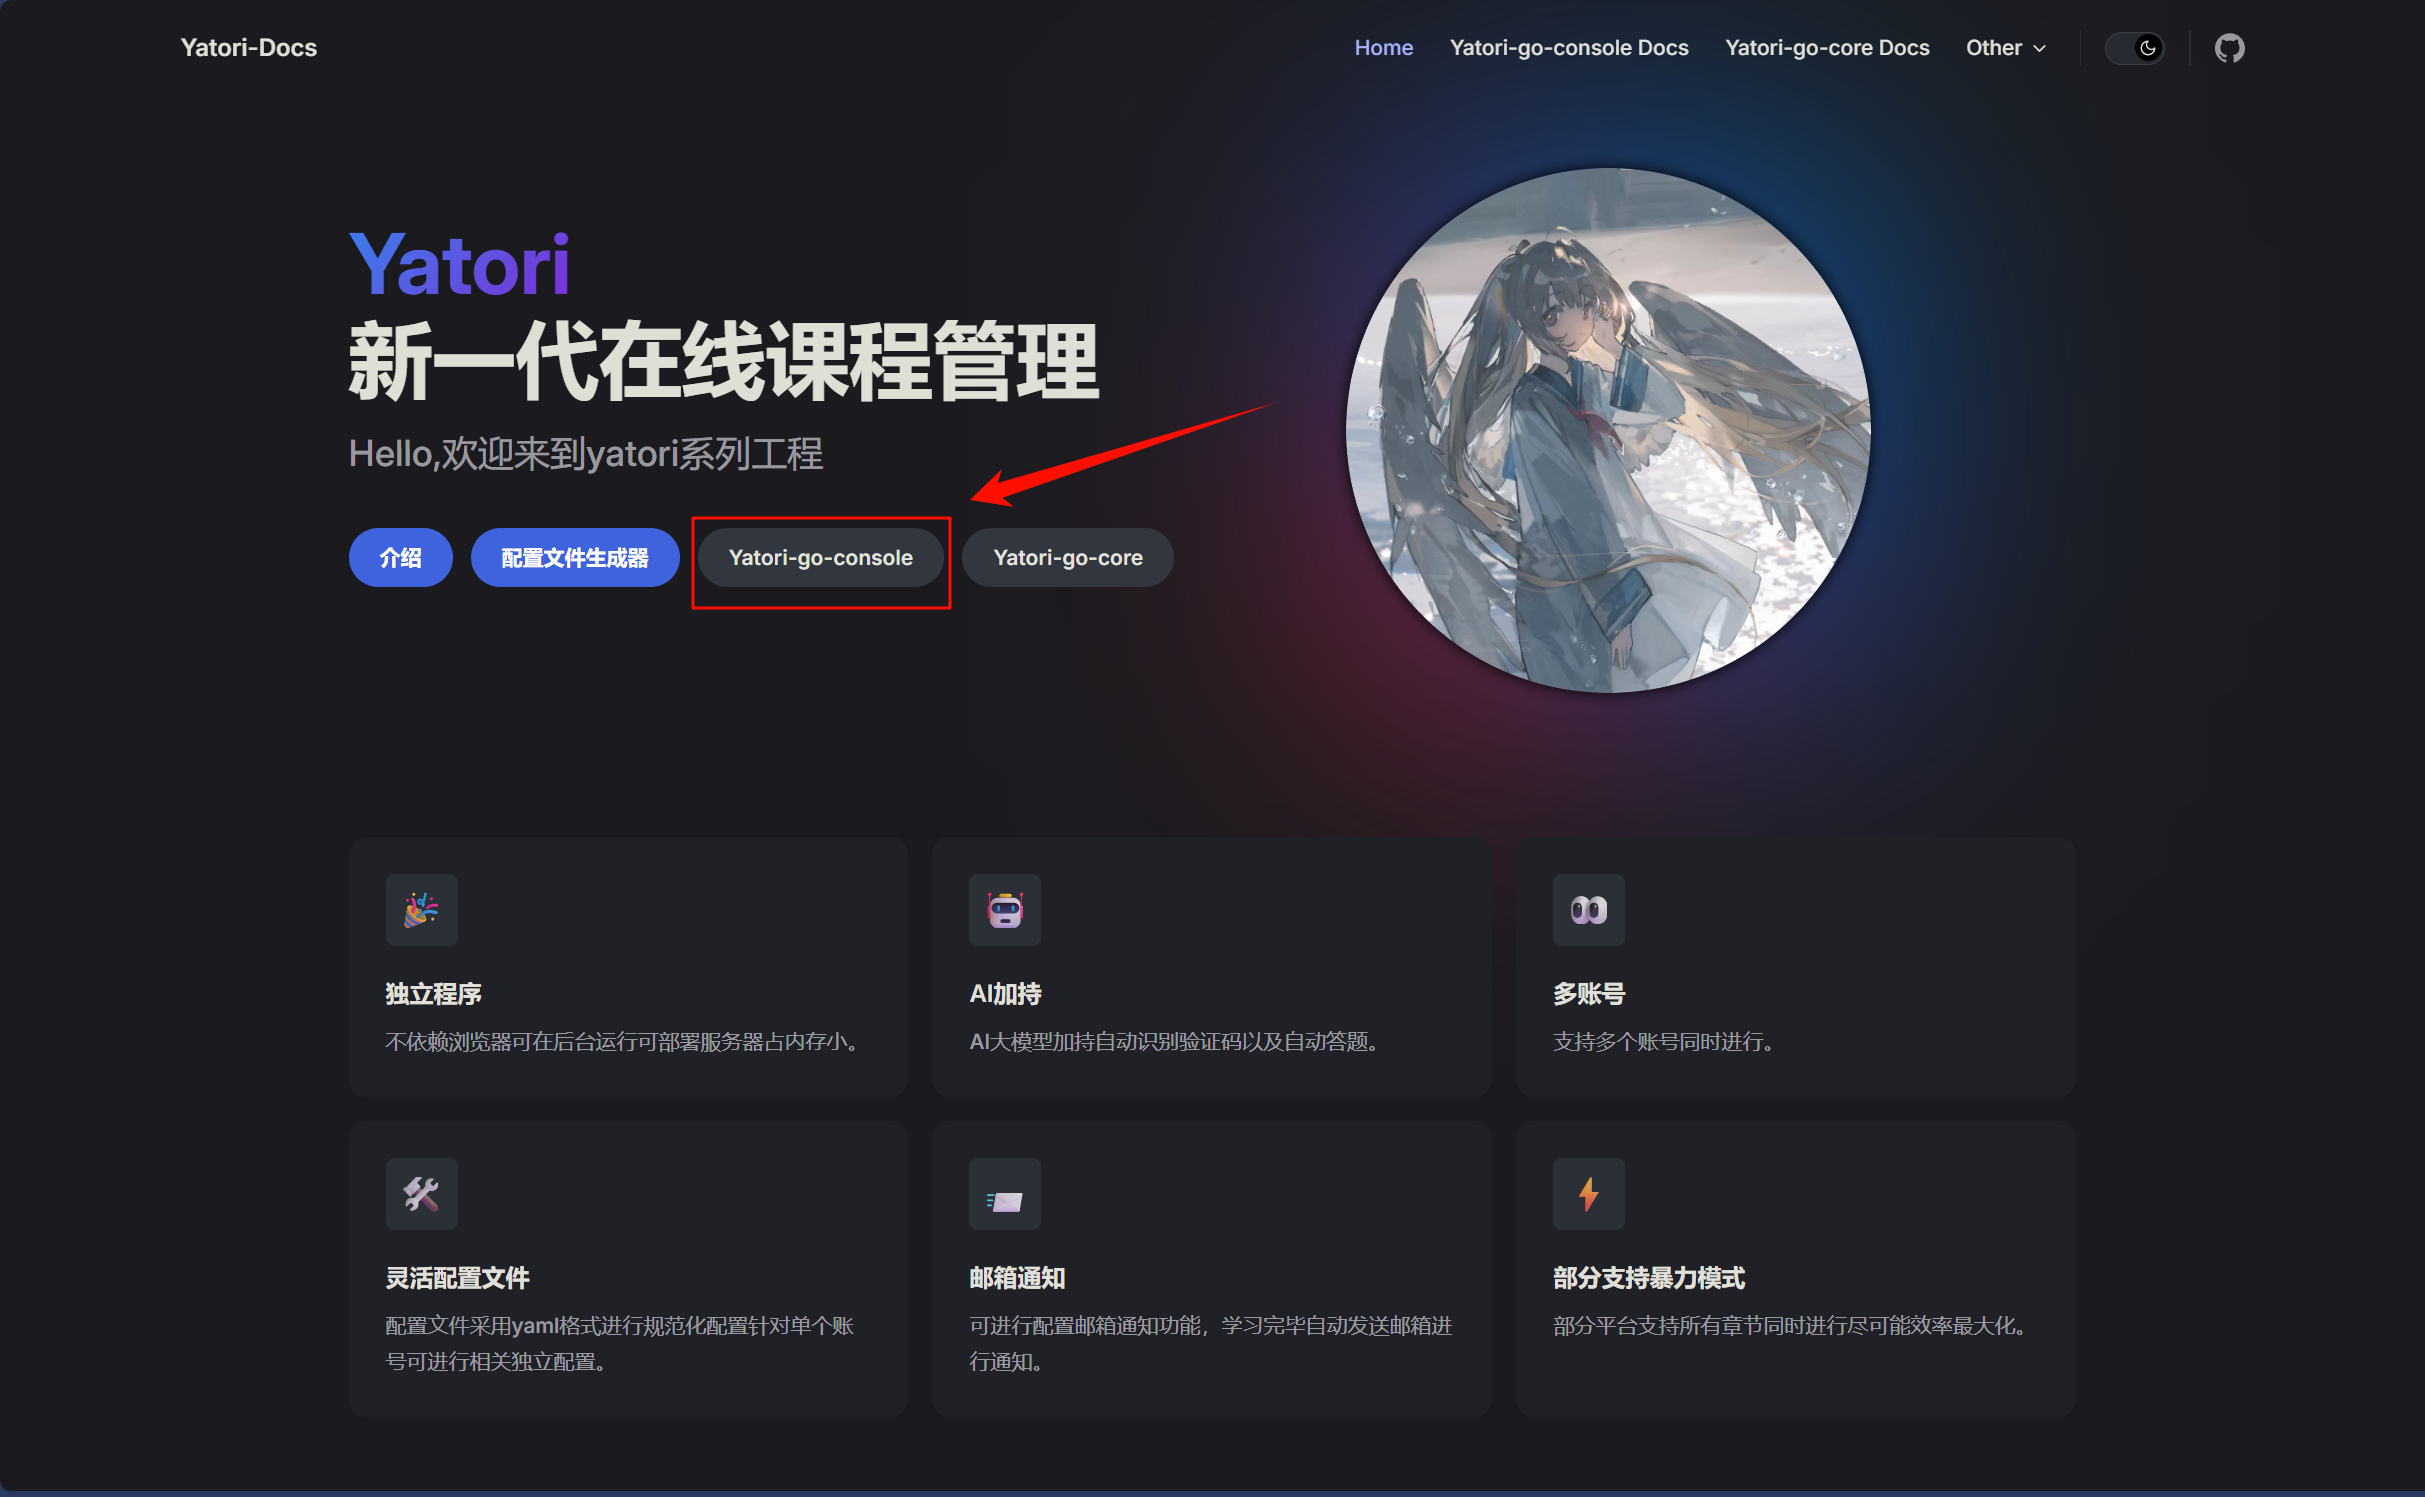 Yatori-Docs
Home
Yatori-go-console Docs
Yatori-go-core Docs
Other
Yatori
新一代在线课程管理
Hello,欢迎来到yatori系列工程
介绍
配置文件生成器
Yatori-go-console
Yatori-go-core
独立程序
不依赖浏览器可在后台运行可部署服务器占内存小。
AI加持
AI大模型加持自动识别验证码以及自动答题。
多账号
支持多个账号同时进行。
灵活配置文件
配置文件采用yaml格式进行规范化配置针对单个账
号可进行相关独立配置。
邮箱通知
可进行配置邮箱通知功能，学习完毕自动发送邮箱进
行通知。
部分支持暴力模式
部分平台支持所有章节同时进行尽可能效率最大化。